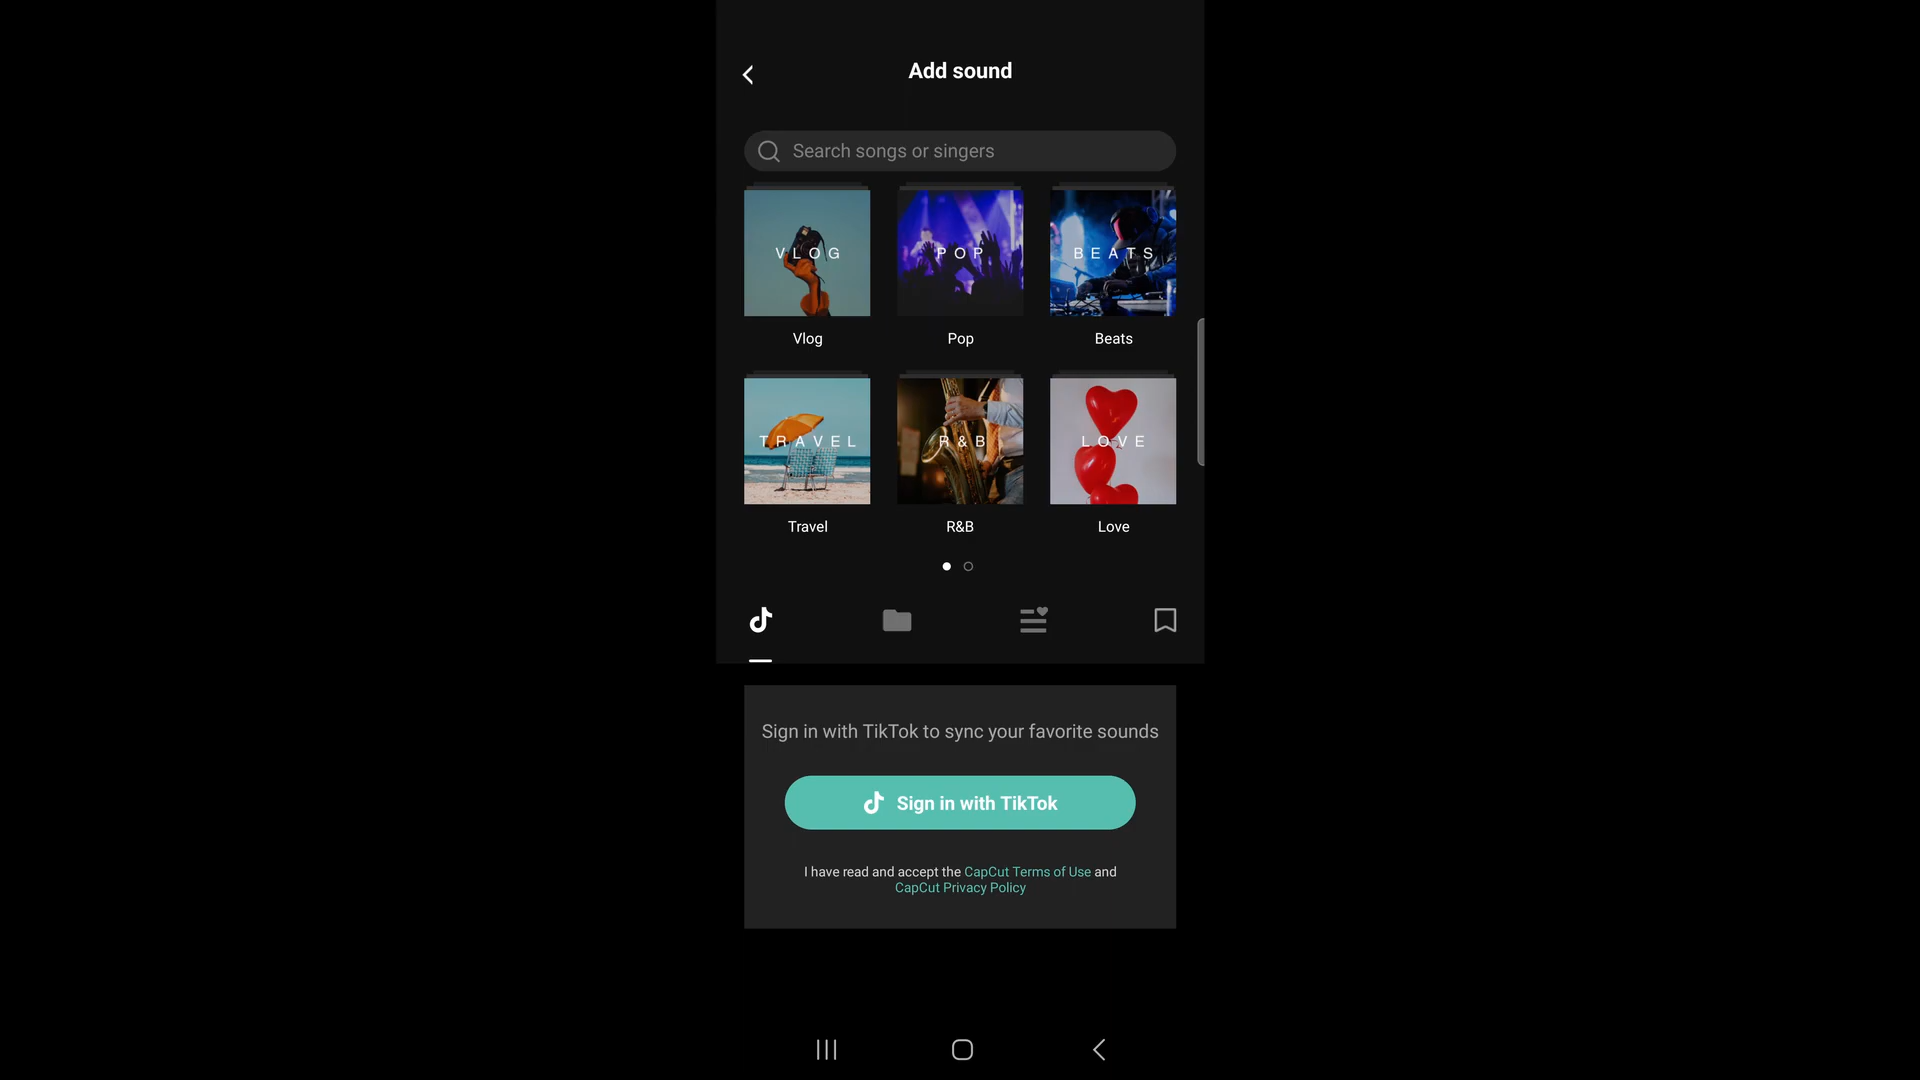 Add sound
Search songs or singers
VLOG
POP
BEATS
Vlog
Pop
Beats
TRAVEL
R&B
LOVE
Travel
R&B
Love
Sign in with TikTok to sync your favorite sounds
Sign in with TikTok
I have read and accept the CapCut Terms of Use and
CapCut Privacy Policy